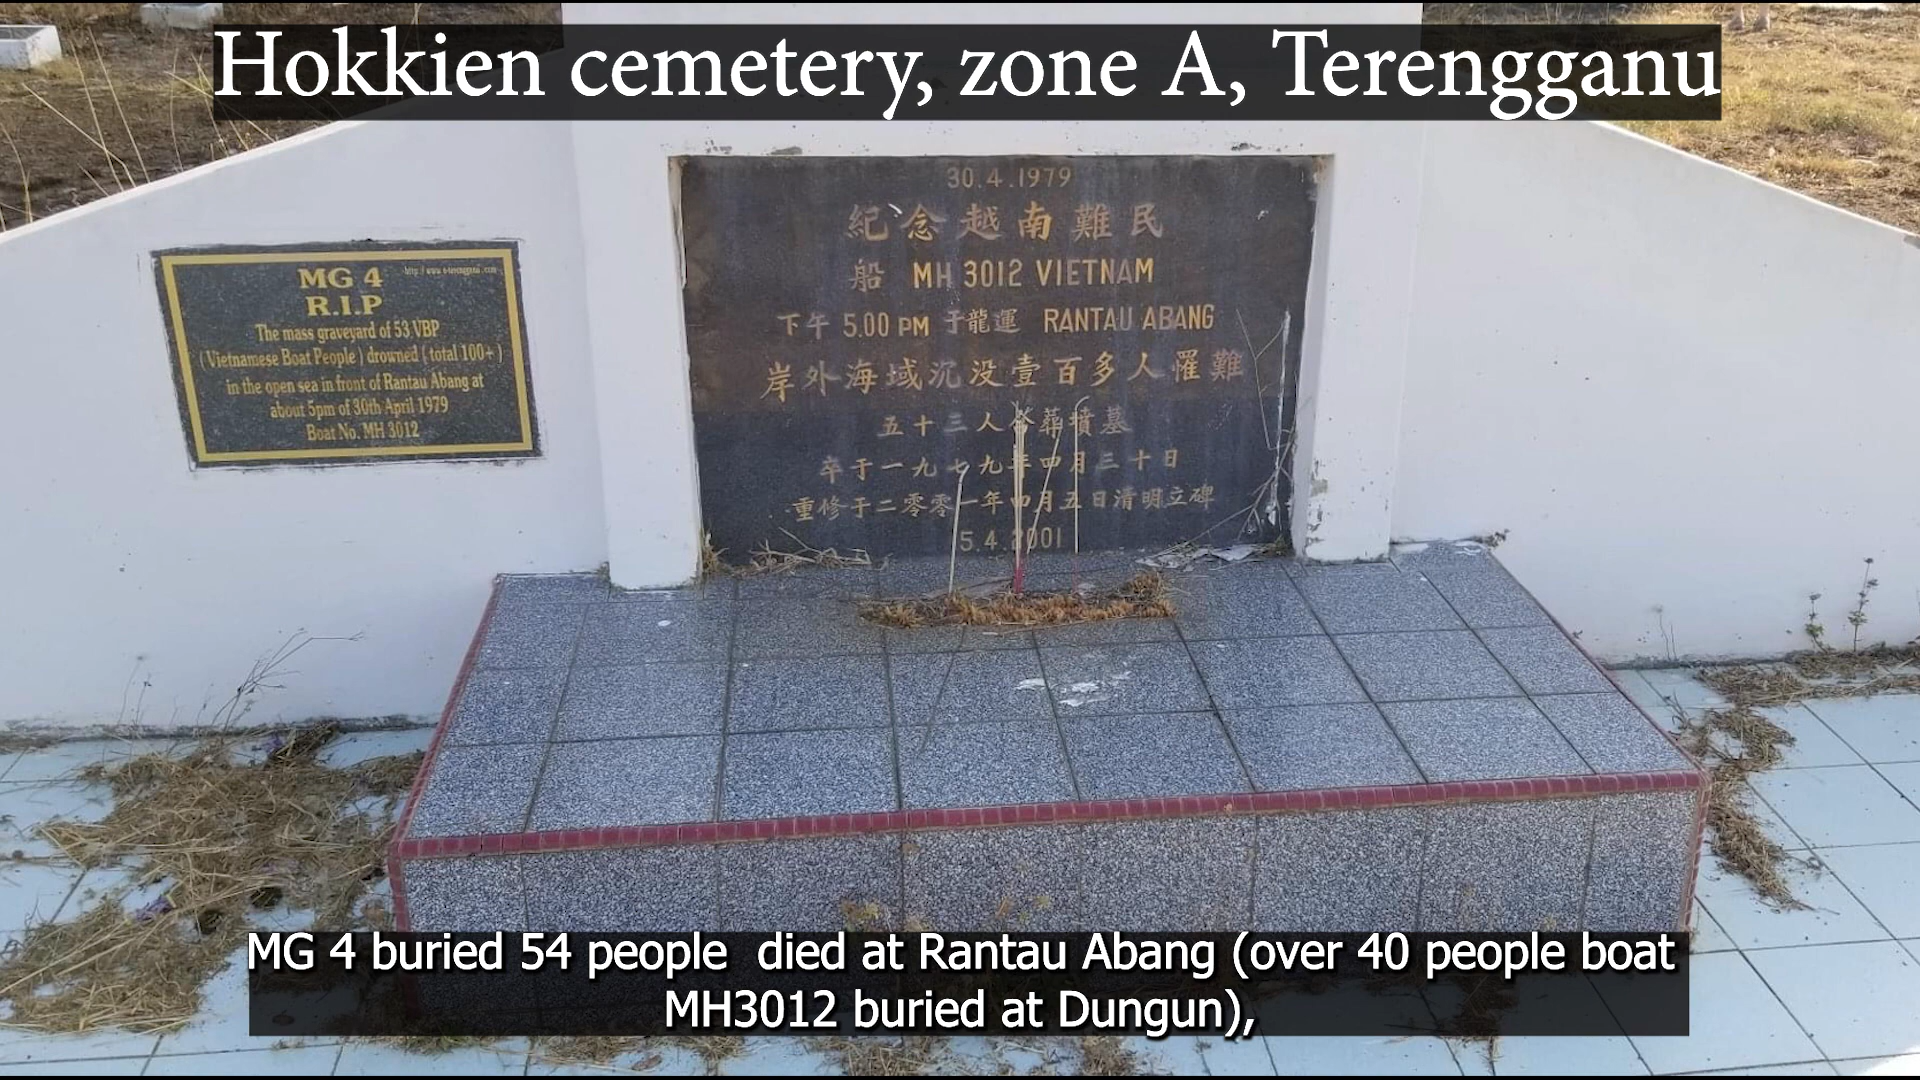 Hokkien cemetery, zone A, Terengganu
MG 4
R.I.P
The mass graveyard of 53 VBP
( Vietnamese Boat People ) drowned ( total 100+ )
in the open sea in front of Rantau Abang at
about 5pm of 30th April 1979
Boat No. MH 3012
30.4.1979
紀念越南難民
船 MH 3012 VIETNAM
下午 5.00 PM 于龍運 RANTAU ABANG
岸外海域沉没壹百多人罹難
五十三人合葬墳墓
卒于一九七九年四月三十日
重修于二零零一年四月五日清明立碑
5.4.2001
MG 4 buried 54 people died at Rantau Abang (over 40 people boat
MH3012 buried at Dungun),